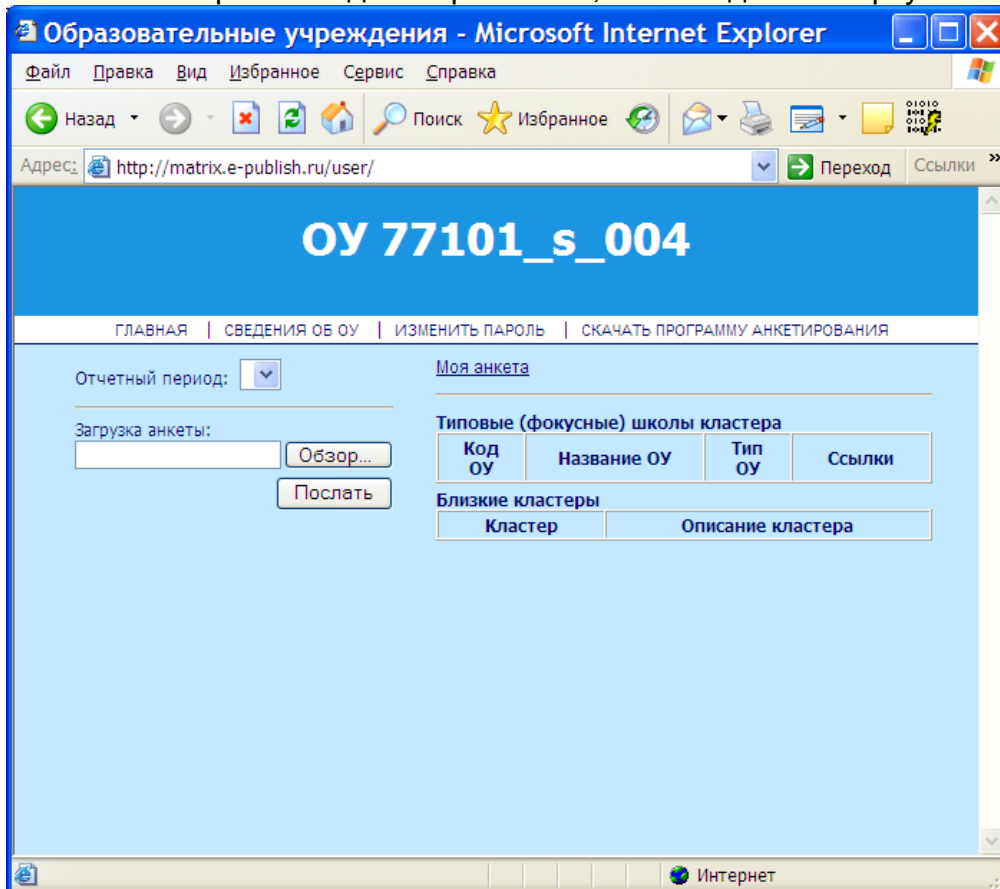 Образовательные учреждения - Microsoft Internet Explorer
Файл Правка Вид Избранное Сервис Справка
Назад Поиск Избранное
Адрес: http://matrix.e-publish.ru/user/ Переход Ссылки »
ОУ 77101_s_004
ГЛАВНАЯ | СВЕДЕНИЯ ОБ ОУ | ИЗМЕНИТЬ ПАРОЛЬ | СКАЧАТЬ ПРОГРАММУ АНКЕТИРОВАНИЯ
Отчетный период:
Загрузка анкеты:
Обзор...
Послать
Моя анкета
Типовые (фокусные) школы кластера
Код ОУ Название ОУ Тип ОУ Ссылки
Близкие кластеры
Кластер Описание кластера
Интернет